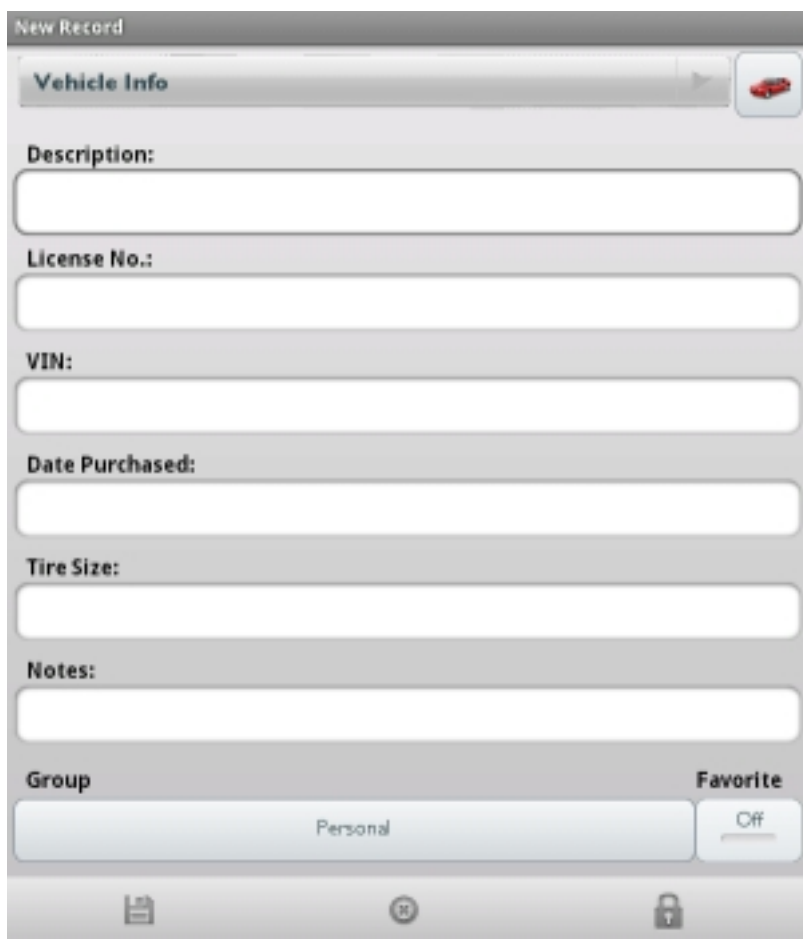 New Record
Vehicle Info
Description:
License No.:
VIN:
Date Purchased:
Tire Size:
Notes:
Group Favorite
Personal Off